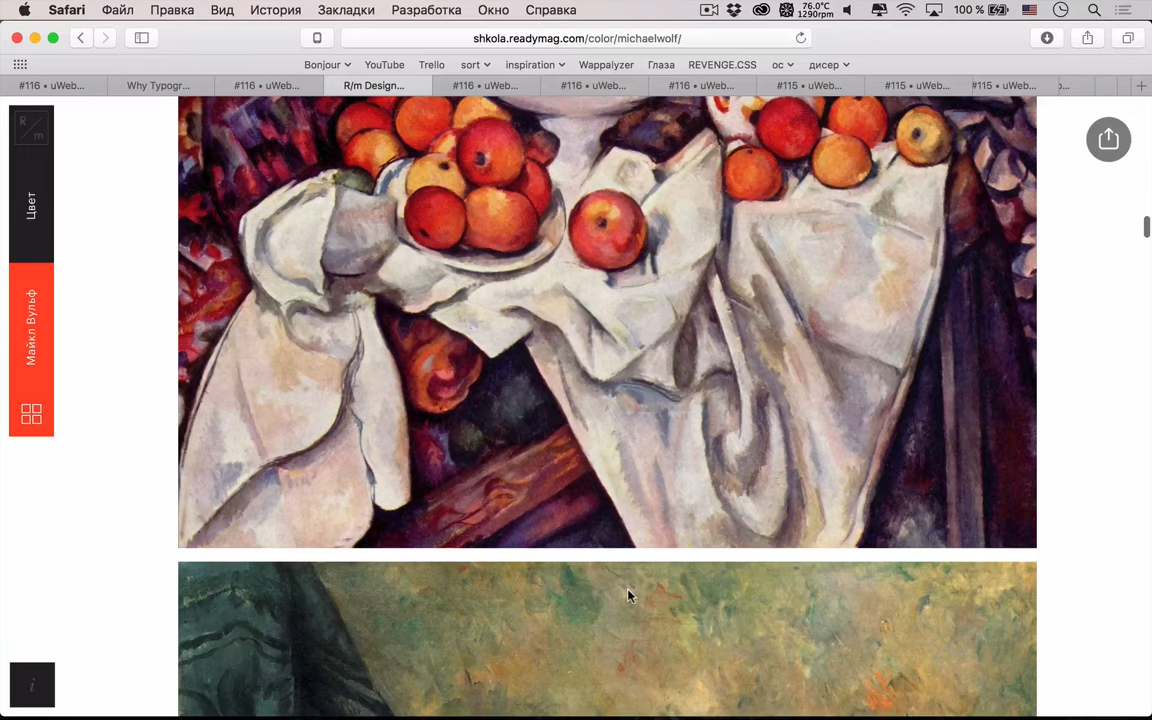 Safari Файл Правка Вид История Закладки Разработка Окно Справка 76.0°C 1290rpm 100 %
shkola.readymag.com/color/michaelwolf/
Bonjour YouTube Trello sort inspiration Wappalyzer Глаза REVENGE.CSS ос дисер
#116 • uWeb... Why Typogr... #116 • uWeb... R/m Design... #116 • uWeb... #116 • uWeb... #116 • uWeb... #115 • uWeb... #115 • uWeb... #115 • uWeb...
R/m
Цвет
Майкл Вульф
i